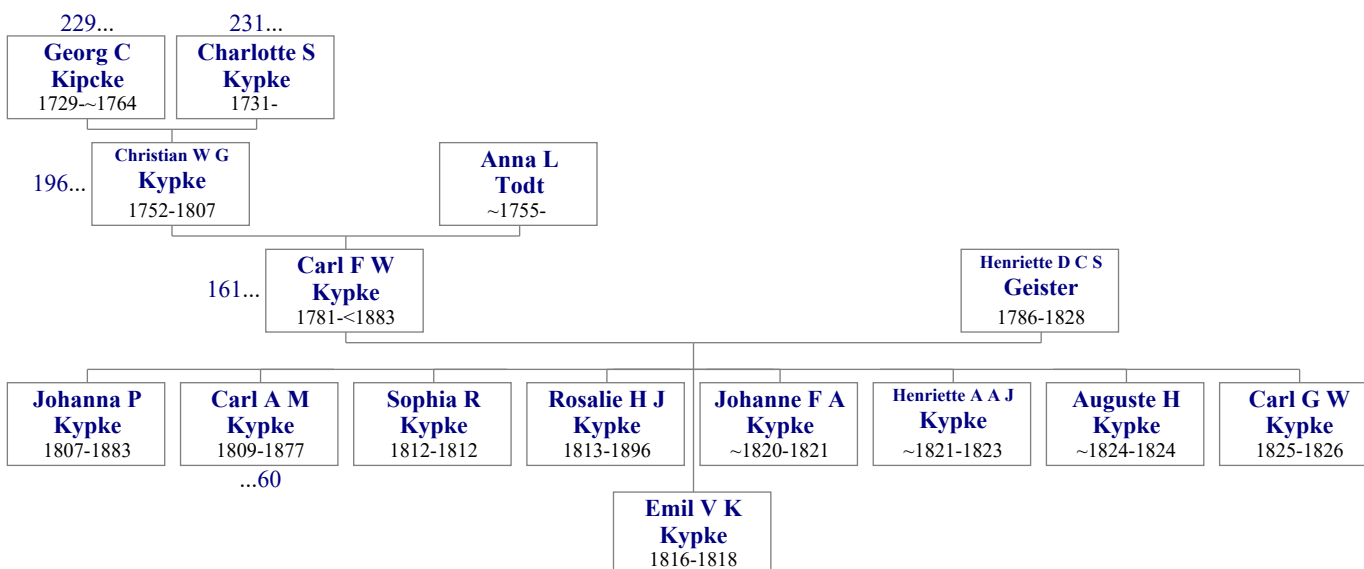 229...
231...
Georg C
Kipcke
1729-~1764
Charlotte S
Kypke
1731-
196...
Christian W G
Kypke
1752-1807
Anna L
Todt
~1755-
161...
Carl F W
Kypke
1781-<1883
Henriette D C S
Geister
1786-1828
Johanna P
Kypke
1807-1883
Carl A M
Kypke
1809-1877
...60
Sophia R
Kypke
1812-1812
Rosalie H J
Kypke
1813-1896
Johanne F A
Kypke
~1820-1821
Henriette A A J
Kypke
~1821-1823
Auguste H
Kypke
~1824-1824
Carl G W
Kypke
1825-1826
Emil V K
Kypke
1816-1818